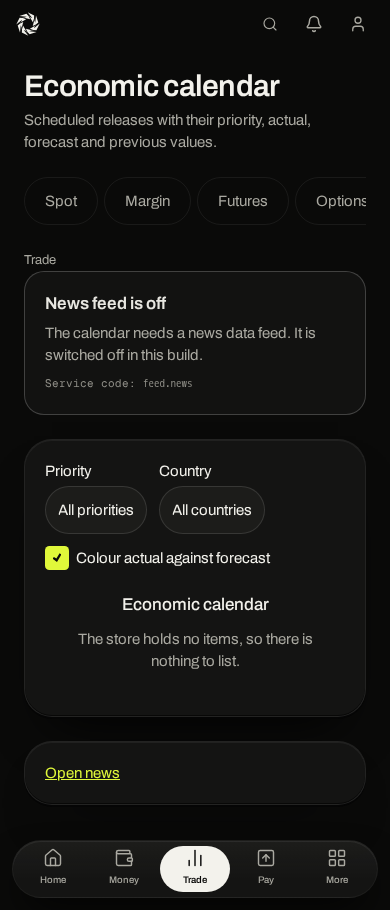 Economic calendar
Scheduled releases with their priority, actual,
forecast and previous values.
Spot
Margin
Futures
Options
Trade
News feed is off
The calendar needs a news data feed. It is
switched off in this build.
Service code: feed.news
Priority
Country
All priorities
All countries
Colour actual against forecast
Economic calendar
The store holds no items, so there is
nothing to list.
Open news
Home
Money
Trade
Pay
More